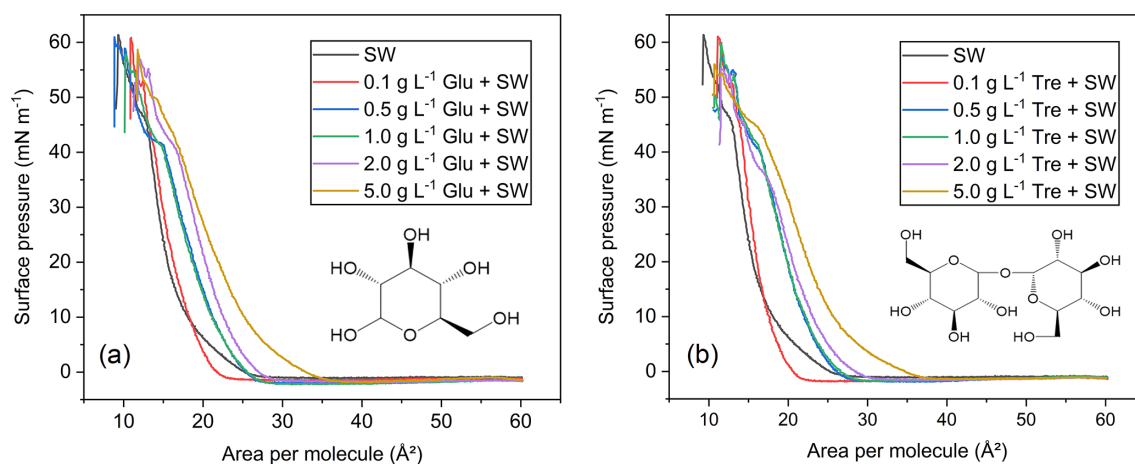 Surface pressure (mN m⁻¹)
60
50
40
30
20
10
0
SW
0.1 g L⁻¹ Glu + SW
0.5 g L⁻¹ Glu + SW
1.0 g L⁻¹ Glu + SW
2.0 g L⁻¹ Glu + SW
5.0 g L⁻¹ Glu + SW
OH
HO
OH
HO
O
OH
(a)
10 20 30 40 50 60
Area per molecule (Å²)
Surface pressure (mN m⁻¹)
60
50
40
30
20
10
0
SW
0.1 g L⁻¹ Tre + SW
0.5 g L⁻¹ Tre + SW
1.0 g L⁻¹ Tre + SW
2.0 g L⁻¹ Tre + SW
5.0 g L⁻¹ Tre + SW
OH
OH
O
O
OH
HO
OH
OH
O
OH
HO
(b)
10 20 30 40 50 60
Area per molecule (Å²)